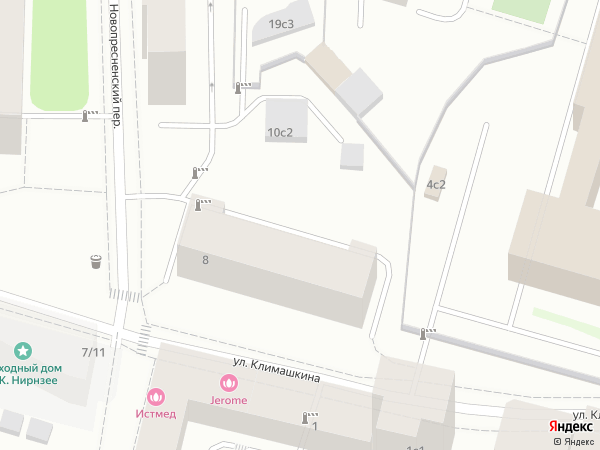 19с3
Новопресненский пер.
10с2
4с2
8
7/11
ходный дом
К. Нирнзее
ул. Климашкина
Истмед
Jerome
1
1с1
ул. Кл
Яндекс
© Яндекс